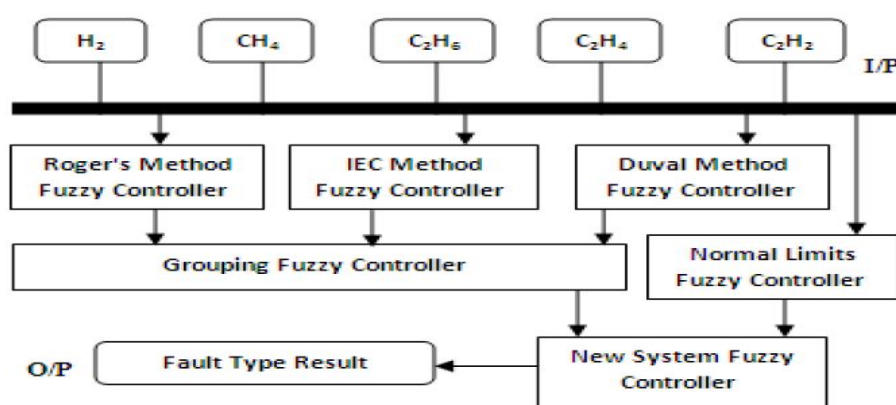 H₂
CH₄
C₂H₆
C₂H₄
C₂H₂
I/P
Roger's Method
Fuzzy Controller
IEC Method
Fuzzy Controller
Duval Method
Fuzzy Controller
Grouping Fuzzy Controller
Normal Limits
Fuzzy Controller
O/P
Fault Type Result
New System Fuzzy
Controller